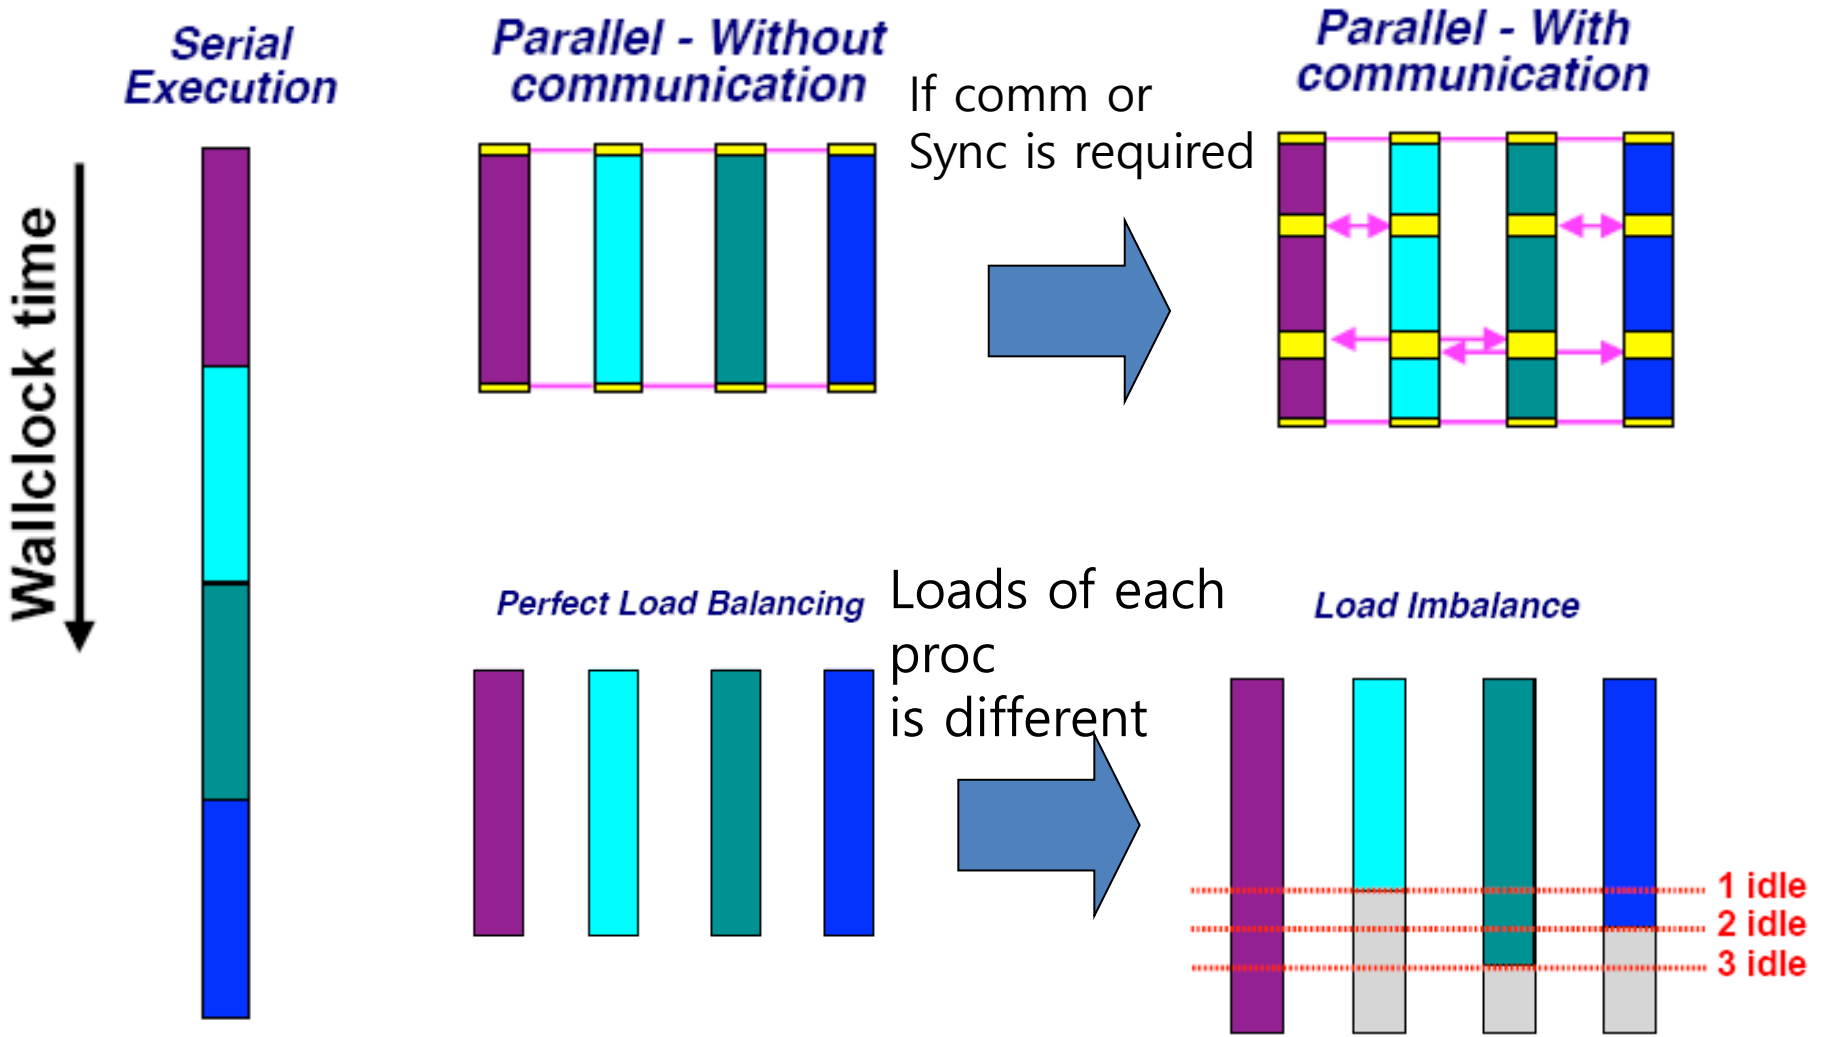 Serial
Execution
Parallel - Without
communication
If comm or
Sync is required
Parallel - With
communication
Wallclock time
Perfect Load Balancing
Loads of each
proc
is different
Load Imbalance
1 idle
2 idle
3 idle